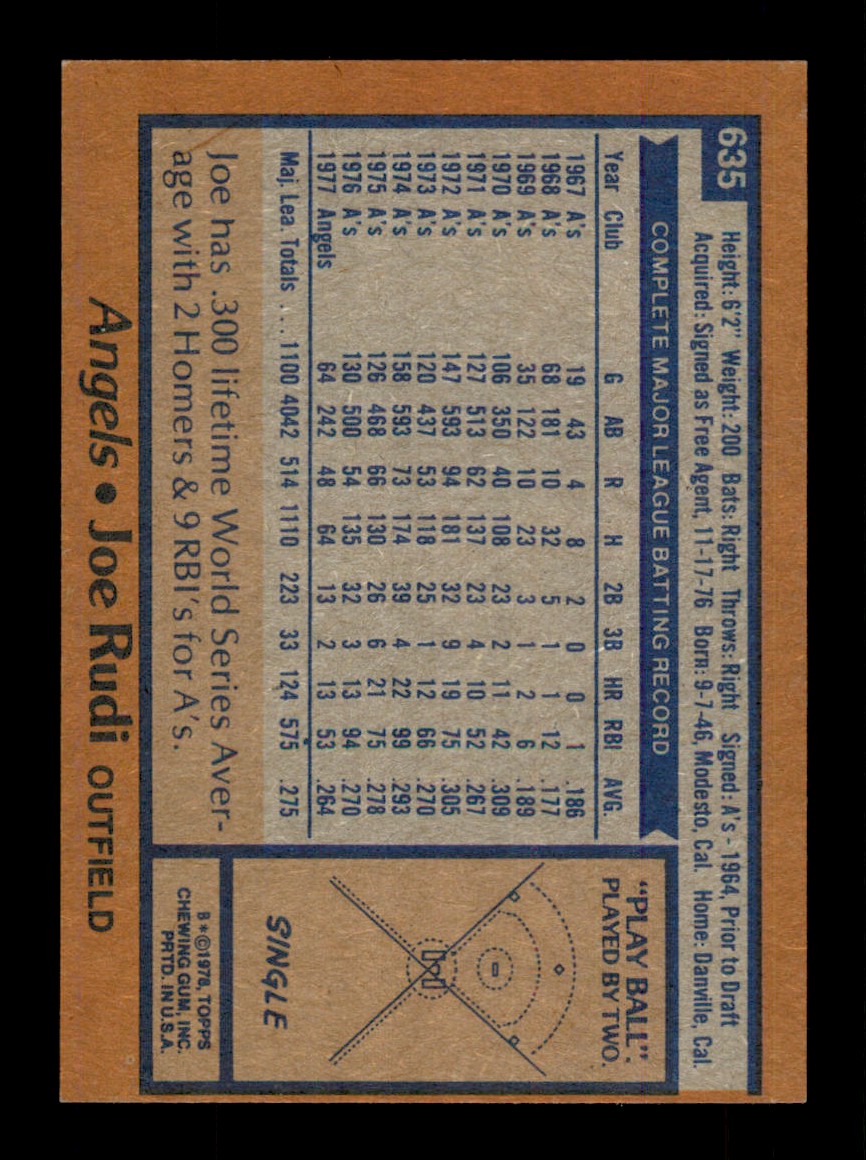 635
Height: 6'2" Weight: 200 Bats: Right Throws: Right Signed: A's - 1964, Prior to Draft
Acquired: Signed as Free Agent, 11-17-76 Born: 9-7-46, Modesto, Cal. Home: Danville, Cal.
COMPLETE MAJOR LEAGUE BATTING RECORD
Year Club G AB R H 2B 3B HR RBI AVG.
1967 A's 19 43 4 8 2 0 0 1 .186
1968 A's 68 181 10 32 5 1 1 12 .177
1969 A's 35 122 10 23 3 1 2 6 .189
1970 A's 106 350 40 108 23 2 11 42 .309
1971 A's 127 513 62 137 23 4 10 52 .267
1972 A's 147 593 94 181 32 9 19 75 .305
1973 A's 120 437 53 118 25 1 12 66 .270
1974 A's 158 593 73 174 39 4 22 99 .293
1975 A's 126 468 66 130 26 6 21 75 .278
1976 A's 130 500 54 135 32 3 13 94 .270
1977 Angels 64 242 48 64 13 2 13 53 .264
Maj. Lea. Totals .... 1100 4042 514 1110 223 33 124 575 .275
Joe has .300 lifetime World Series Aver-
age with 2 Homers & 9 RBI's for A's.
"PLAY BALL".
PLAYED BY TWO.
SINGLE
B*©1978, TOPPS
CHEWING GUM, INC.
PRTD. IN U.S.A.
Angels • Joe Rudi OUTFIELD